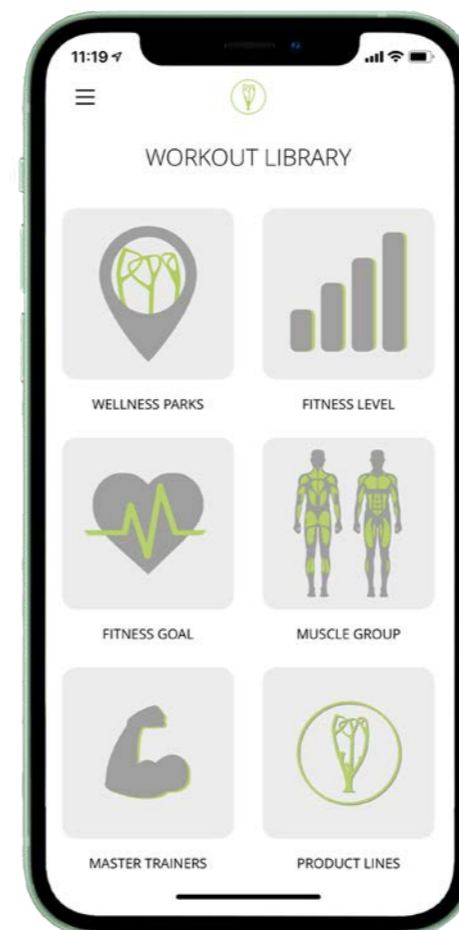 11:19
WORKOUT LIBRARY
WELLNESS PARKS
FITNESS LEVEL
FITNESS GOAL
MUSCLE GROUP
MASTER TRAINERS
PRODUCT LINES